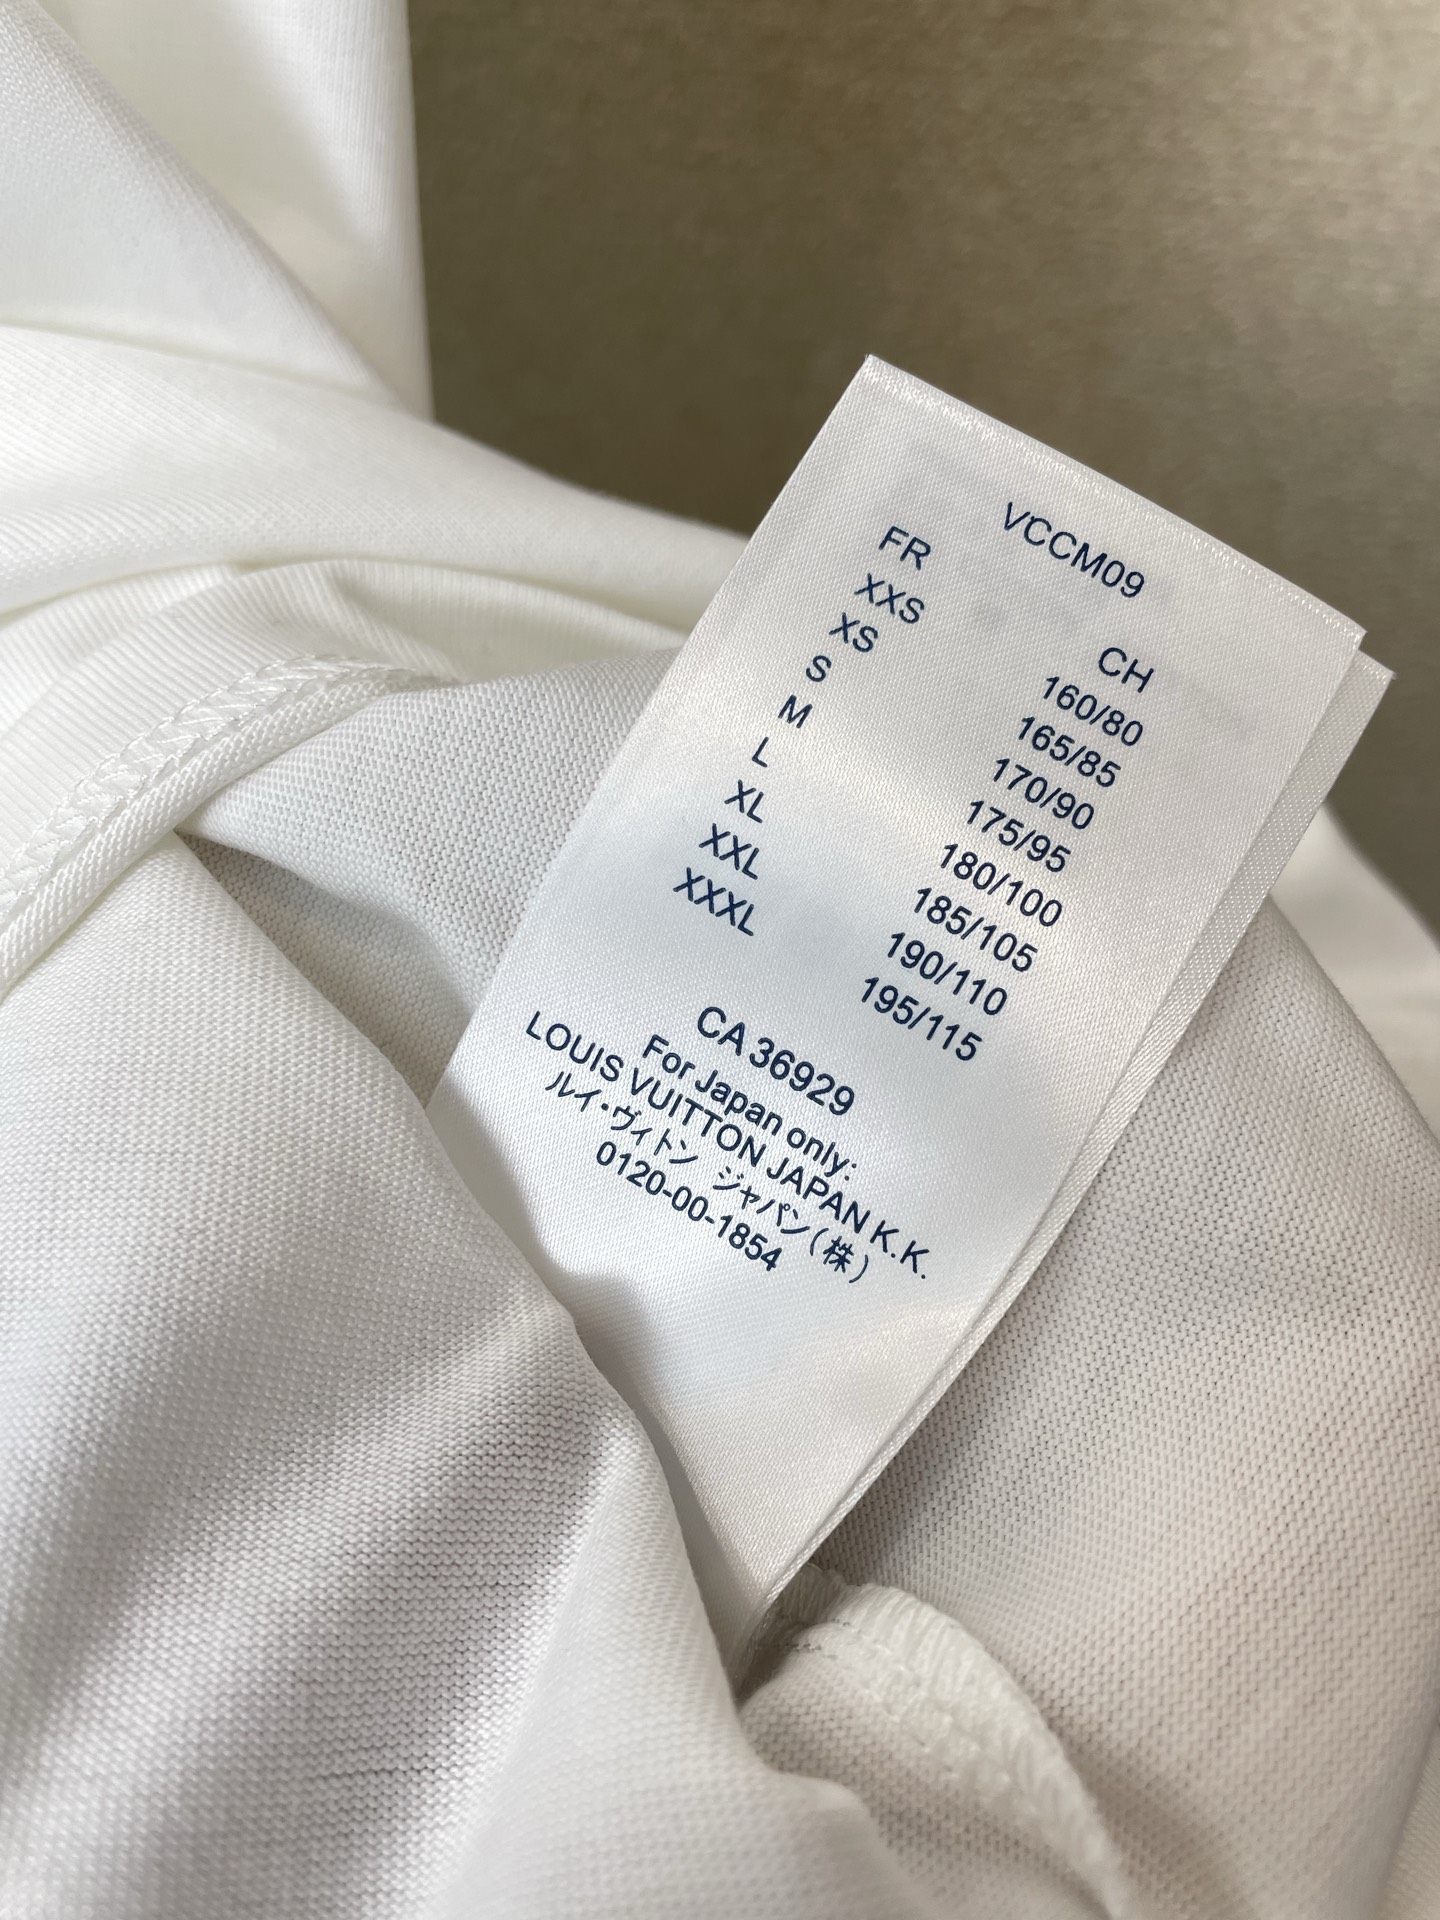 VCCM09
FR CH
XXS 160/80
XS 165/85
S 170/90
M 175/95
L 180/100
XL 185/105
XXL 190/110
XXXL 195/115
CA 36929
For Japan only:
LOUIS VUITTON JAPAN K.K.
ルイ・ヴィトン ジャパン(株)
0120-00-1854